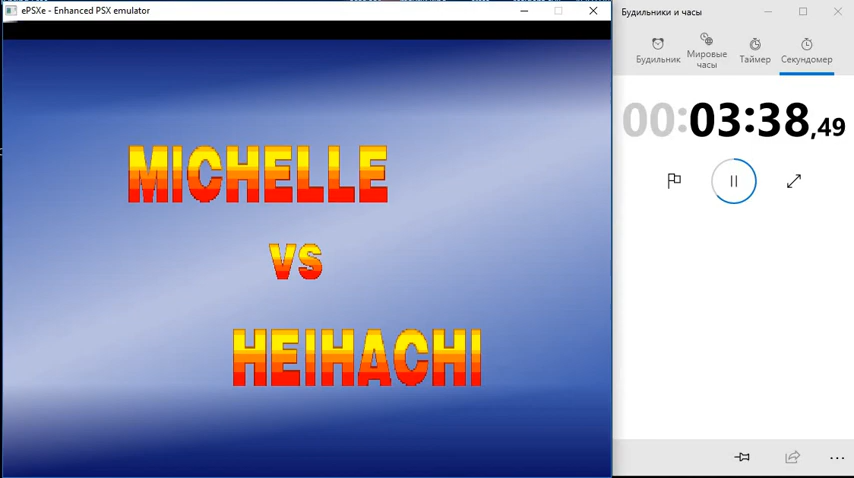 ePSXe - Enhanced PSX emulator
MICHELLE
VS
HEIHACHI
Будильники и часы
Будильник
Мировые
часы
Таймер
Секундомер
00:03:38,49